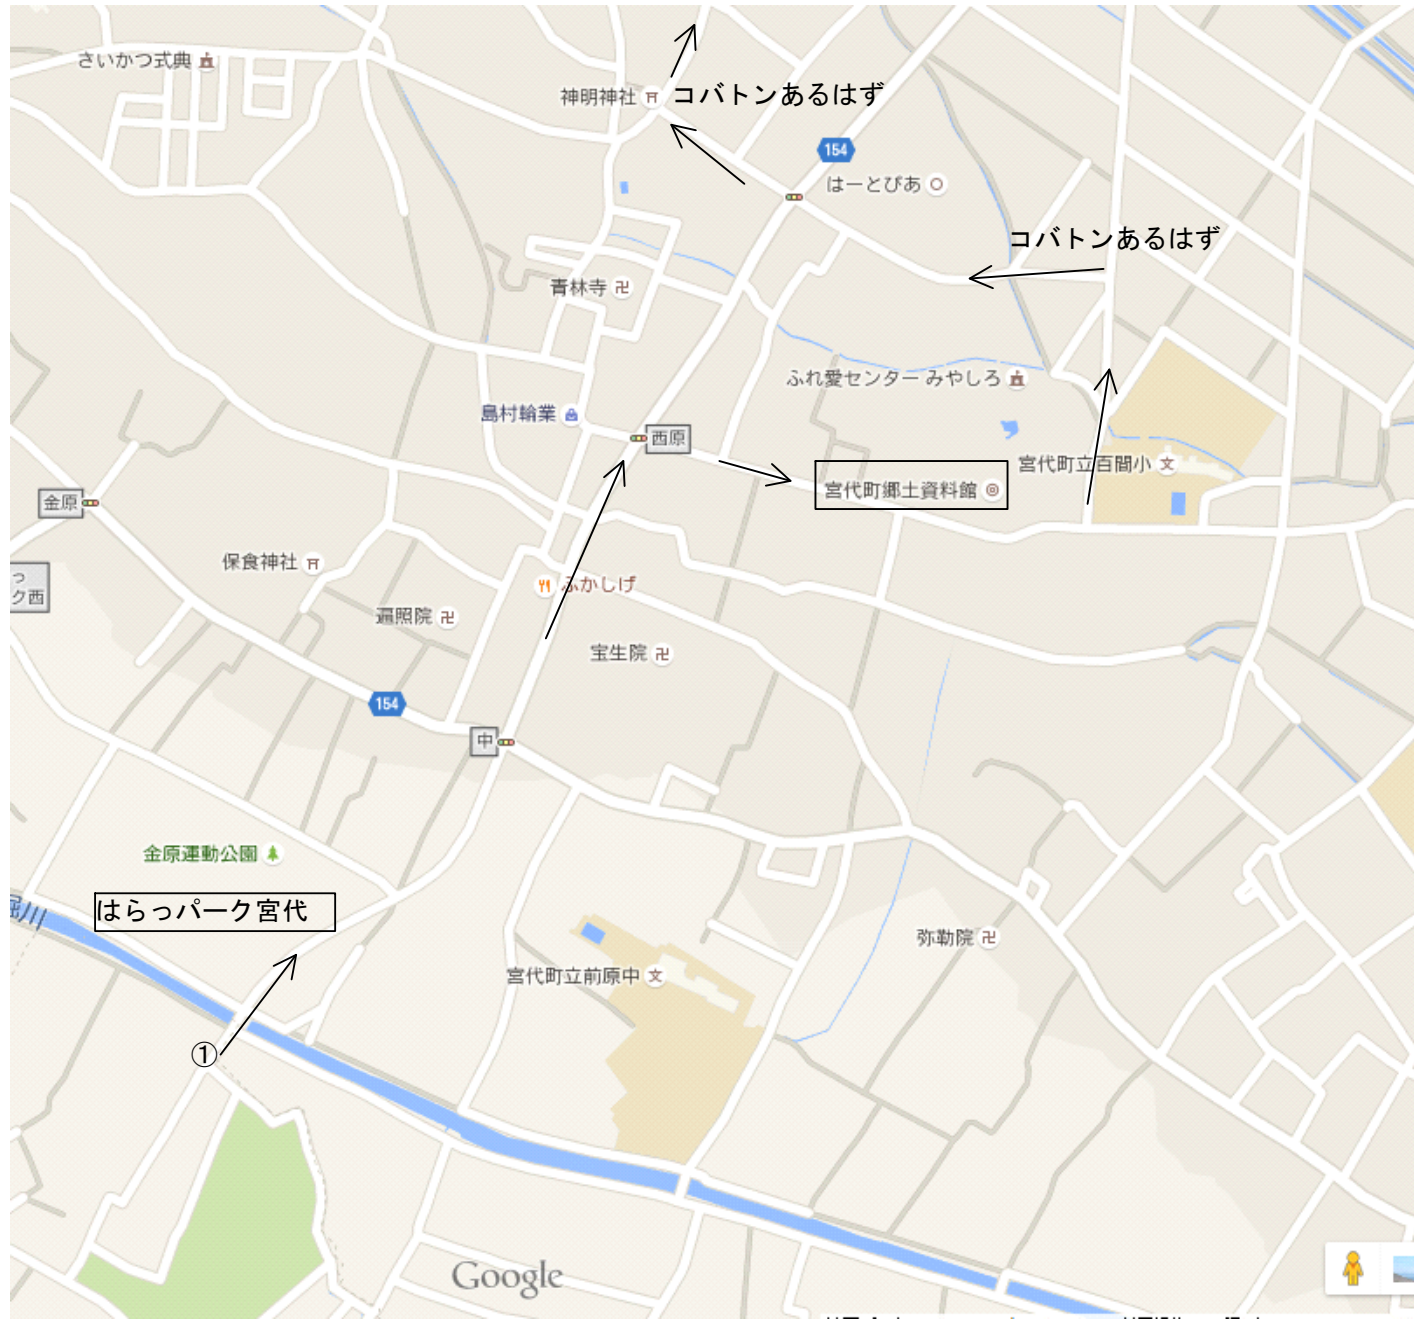 さいかつ式典
神明神社
コバトンあるはず
154
はーとぴあ
コバトンあるはず
青林寺
ふれ愛センター みやしろ
島村輪業
西原
宮代町立百間小
宮代町郷土資料館
金原
保食神社
ふかしげ
っ
ク西
遍照院
宝生院
154
中
金原運動公園
はらっパーク宮代
堀川
弥勒院
宮代町立前原中
①
Google